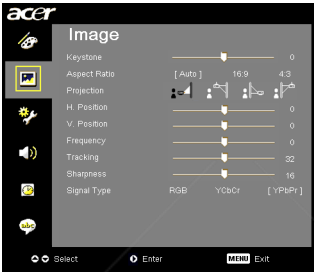 acer
Image
Keystone 0
Aspect Ratio [ Auto ] 16:9 4:3
Projection
H. Position 0
V. Position 0
Frequency 0
Tracking 32
Sharpness 16
Signal Type RGB YCbCr [ YPbPr ]
abc
Select Enter MENU Exit